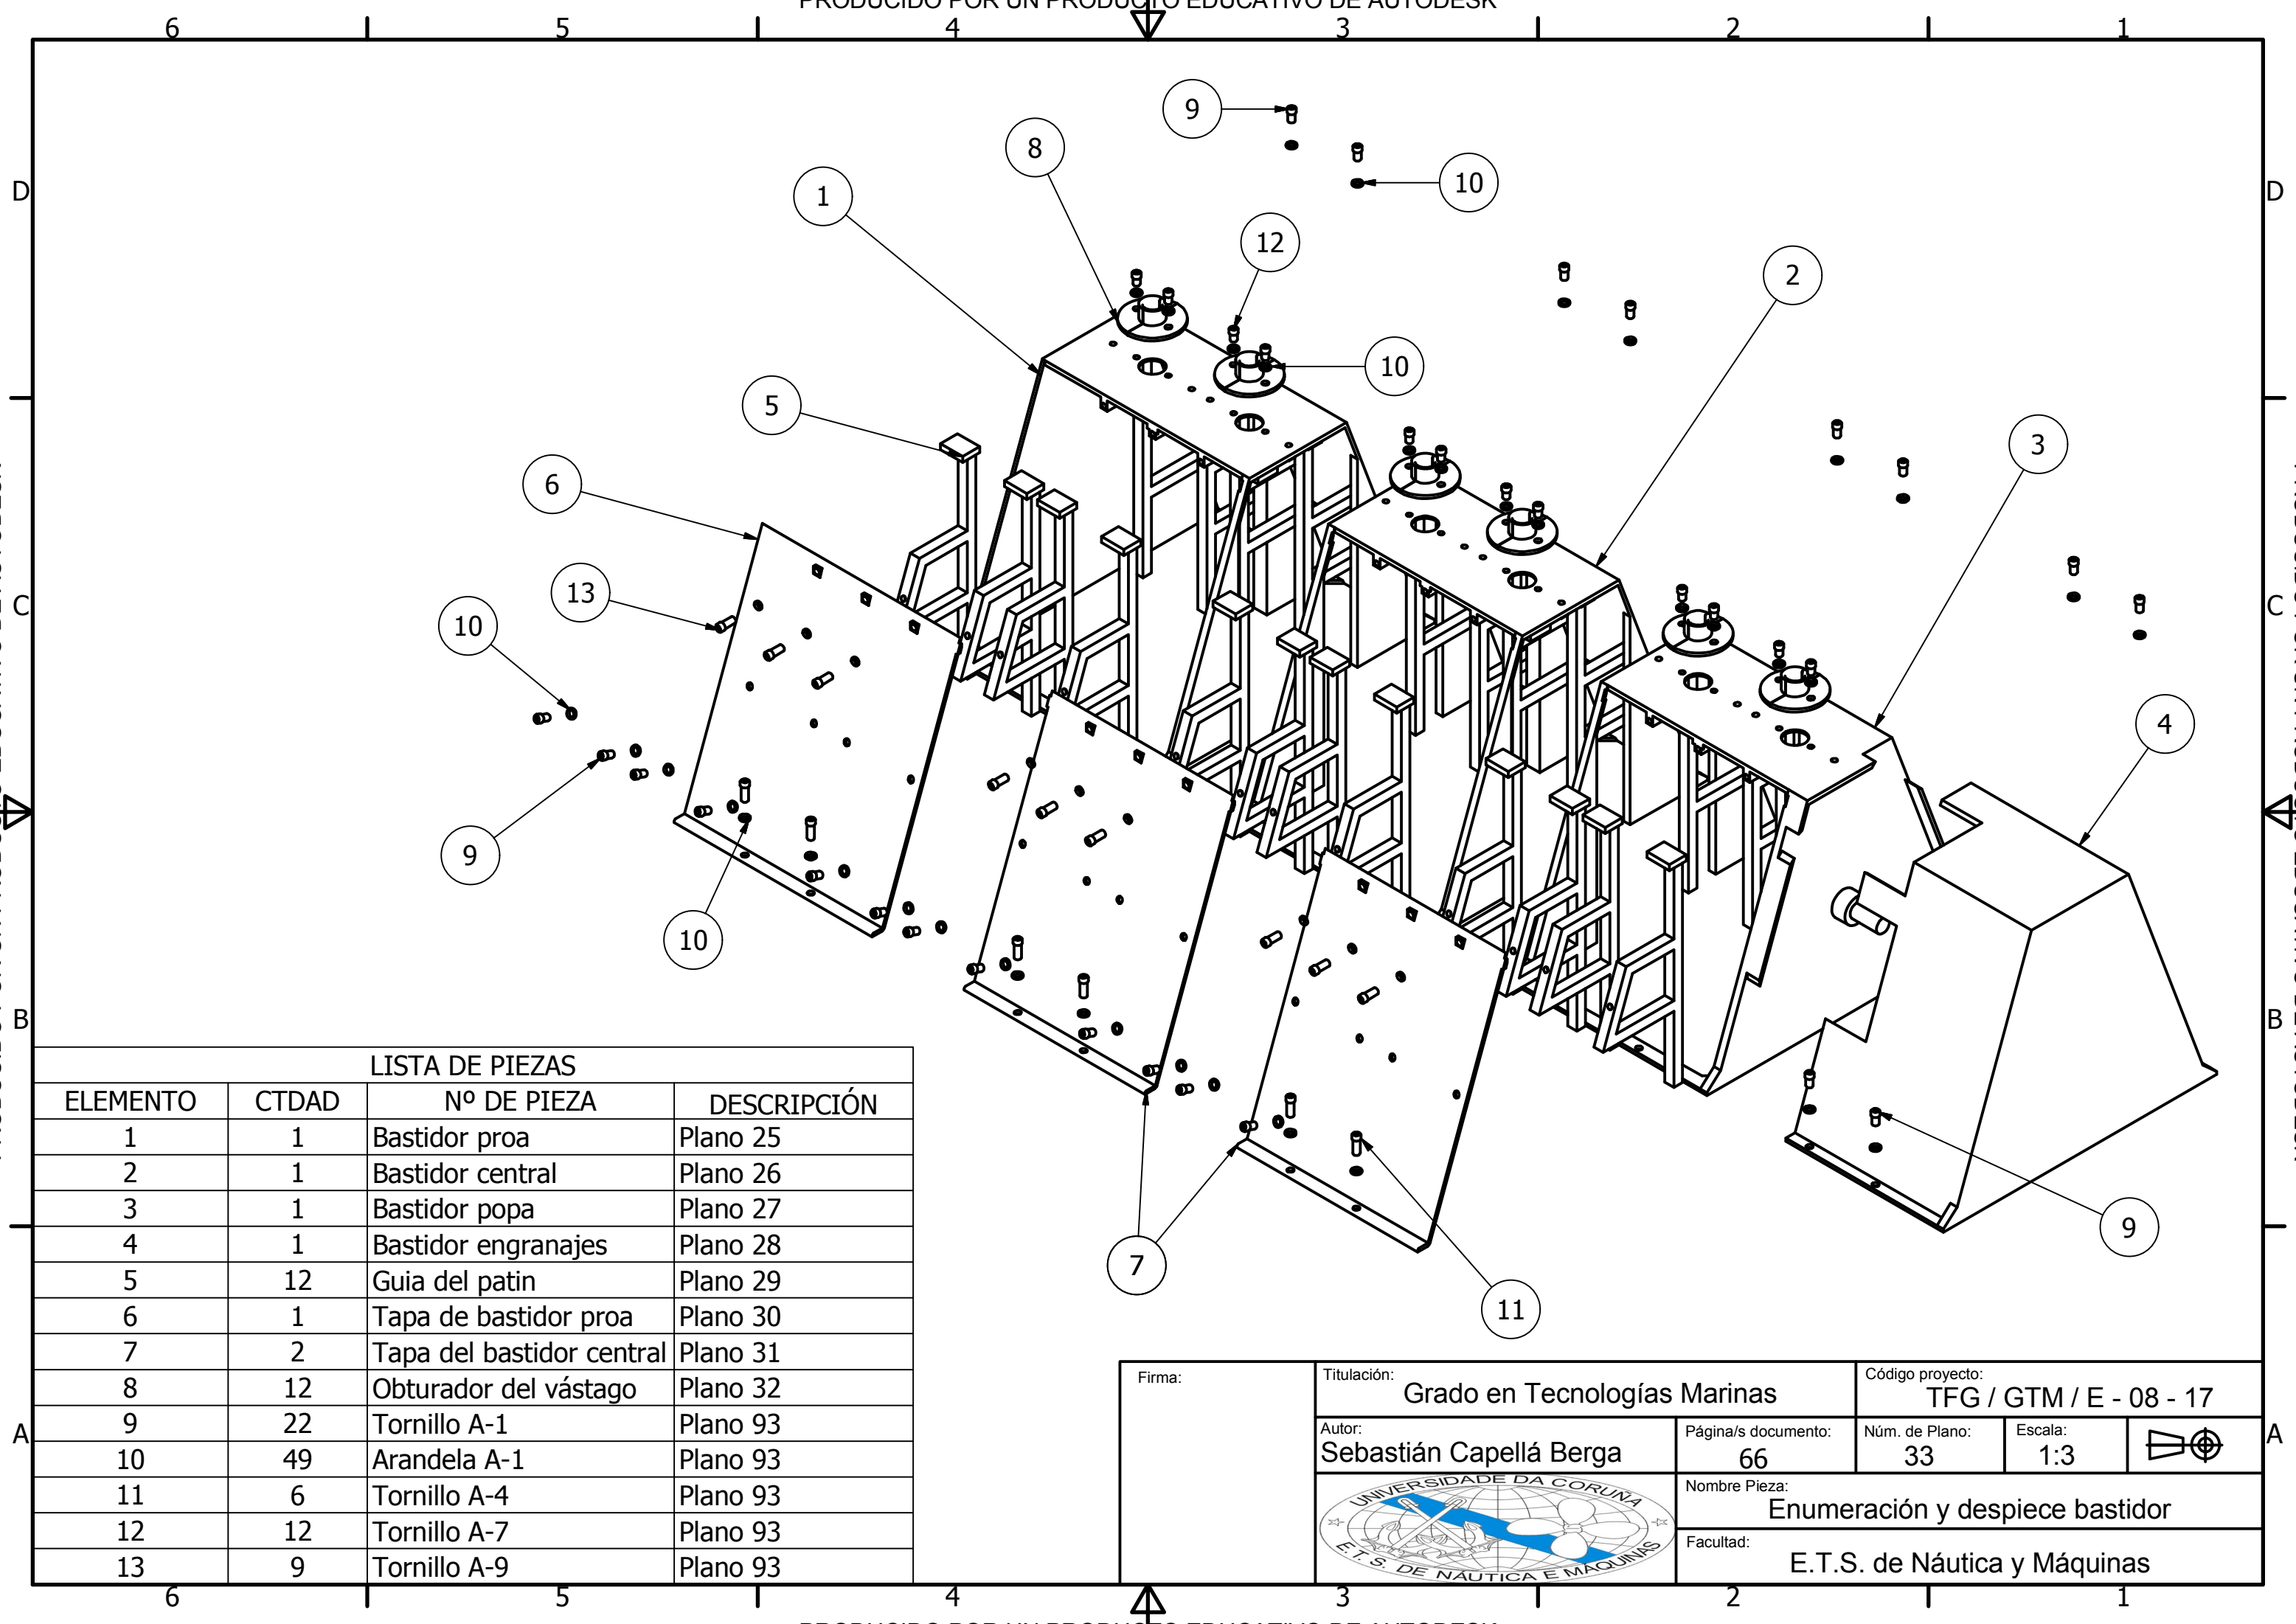 PRODUCIDO POR UN PRODUCTO EDUCATIVO DE AUTODESK
6 5 4 3 2 1
D D
C C
B B
A A
9
8
10
1
12
2
10
5
3
6
13
10
4
9
10
9
7
11
LISTA DE PIEZAS
ELEMENTO CTDAD Nº DE PIEZA DESCRIPCIÓN
1 1 Bastidor proa Plano 25
2 1 Bastidor central Plano 26
3 1 Bastidor popa Plano 27
4 1 Bastidor engranajes Plano 28
5 12 Guia del patin Plano 29
6 1 Tapa de bastidor proa Plano 30
7 2 Tapa del bastidor central Plano 31
8 12 Obturador del vástago Plano 32
9 22 Tornillo A-1 Plano 93
10 49 Arandela A-1 Plano 93
11 6 Tornillo A-4 Plano 93
12 12 Tornillo A-7 Plano 93
13 9 Tornillo A-9 Plano 93
Firma:
Titulación:
Grado en Tecnologías Marinas
Código proyecto:
TFG / GTM / E - 08 - 17
Autor:
Sebastián Capellá Berga
Página/s documento:
66
Núm. de Plano:
33
Escala:
1:3
UNIVERSIDADE DA CORUÑA
E.T.S. DE NÁUTICA E MÁQUINAS
Nombre Pieza:
Enumeración y despiece bastidor
Facultad:
E.T.S. de Náutica y Máquinas
6 5 4 3 2 1
PRODUCIDO POR UN PRODUCTO EDUCATIVO DE AUTODESK